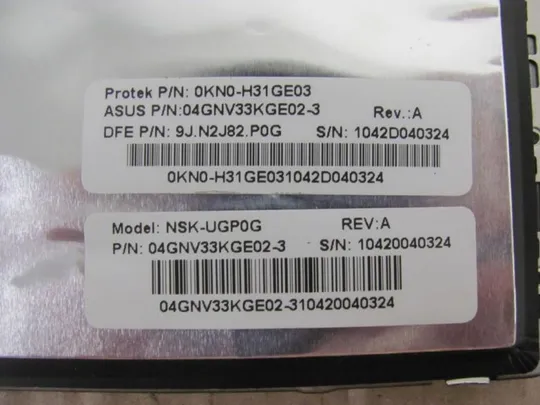 Protek P/N: 0KN0-H31GE03
ASUS P/N:04GNV33KGE02-3 Rev.:A
DFE P/N: 9J.N2J82.P0G S/N: 1042D040324
0KN0-H31GE031042D040324
Model: NSK-UGP0G REV:A
P/N: 04GNV33KGE02-3 S/N: 10420040324
04GNV33KGE02-310420040324